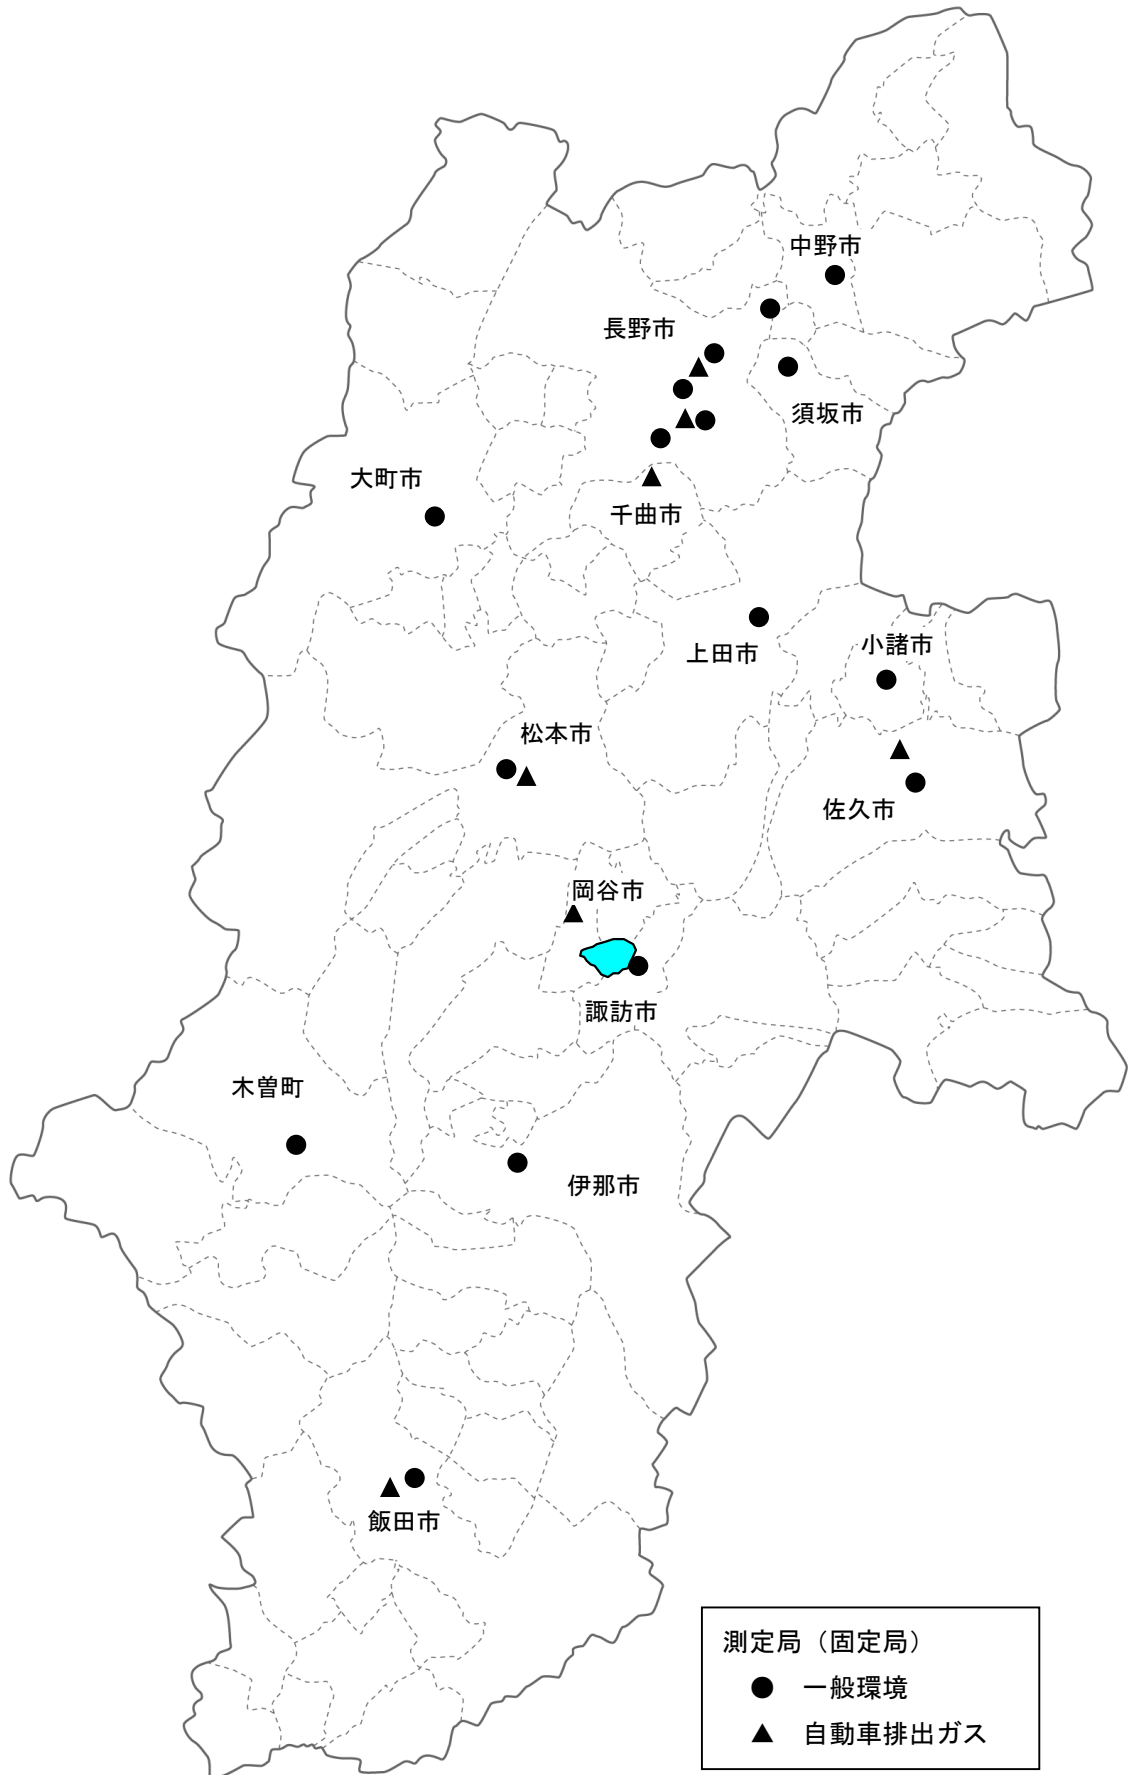 中野市
長野市
須坂市
大町市
千曲市
上田市
小諸市
松本市
佐久市
岡谷市
諏訪市
木曽町
伊那市
飯田市
測定局（固定局）
● 一般環境
▲ 自動車排出ガス